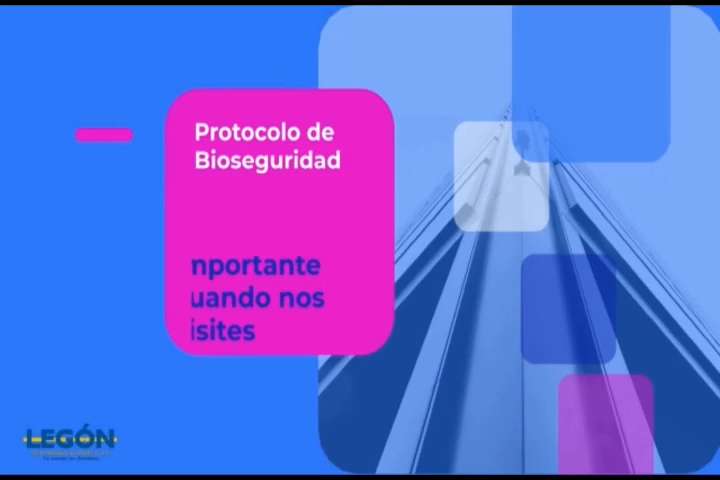 Protocolo de
Bioseguridad
nportante
uando nos
isites
LEGÓN